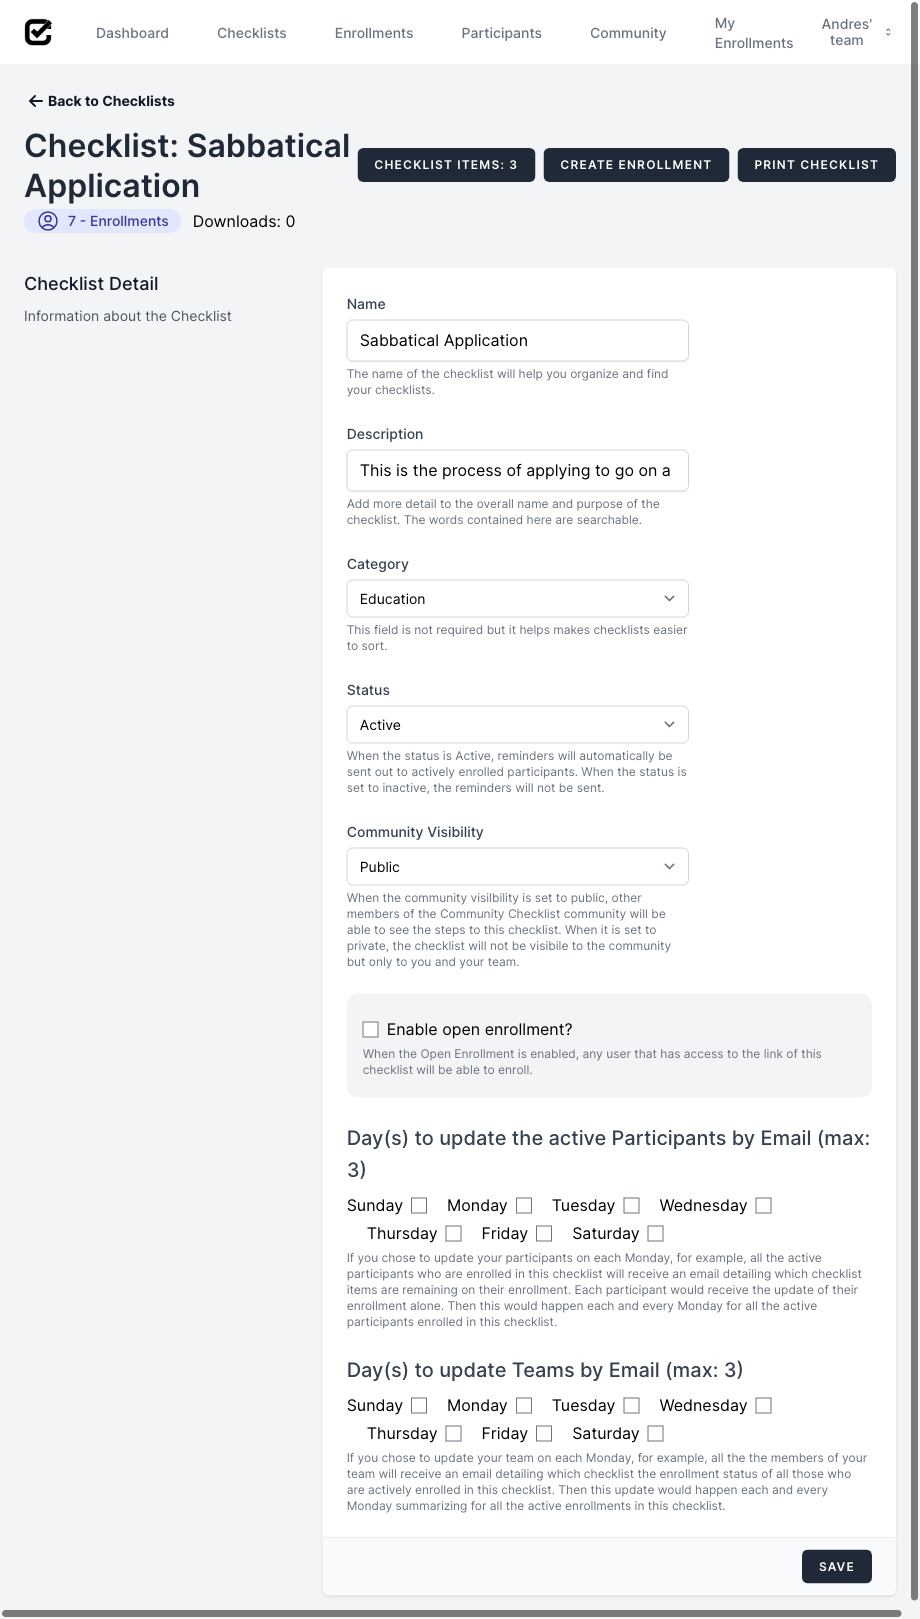 Dashboard
Checklists
Enrollments
Participants
Community
My
Enrollments
Andres'
team
Back to Checklists
Checklist: Sabbatical
Application
CHECKLIST ITEMS: 3
CREATE ENROLLMENT
PRINT CHECKLIST
7 - Enrollments
Downloads: 0
Checklist Detail
Information about the Checklist
Name
Sabbatical Application
The name of the checklist will help you organize and find
your checklists.
Description
This is the process of applying to go on a
Add more detail to the overall name and purpose of the
checklist. The words contained here are searchable.
Category
Education
This field is not required but it helps makes checklists easier
to sort.
Status
Active
When the status is Active, reminders will automatically be
sent out to actively enrolled participants. When the status is
set to inactive, the reminders will not be sent.
Community Visibility
Public
When the community visilbility is set to public, other
members of the Community Checklist community will be
able to see the steps to this checklist. When it is set to
private, the checklist will not be visibile to the community
but only to you and your team.
Enable open enrollment?
When the Open Enrollment is enabled, any user that has access to the link of this
checklist will be able to enroll.
Day(s) to update the active Participants by Email (max:
3)
Sunday Monday Tuesday Wednesday
Thursday Friday Saturday
If you chose to update your participants on each Monday, for example, all the active
participants who are enrolled in this checklist will receive an email detailing which checklist
items are remaining on their enrollment. Each participant would receive the update of their
enrollment alone. Then this would happen each and every Monday for all the active
participants enrolled in this checklist.
Day(s) to update Teams by Email (max: 3)
Sunday Monday Tuesday Wednesday
Thursday Friday Saturday
If you chose to update your team on each Monday, for example, all the the members of your
team will receive an email detailing which checklist the enrollment status of all those who
are actively enrolled in this checklist. Then this update would happen each and every
Monday summarizing for all the active enrollments in this checklist.
SAVE